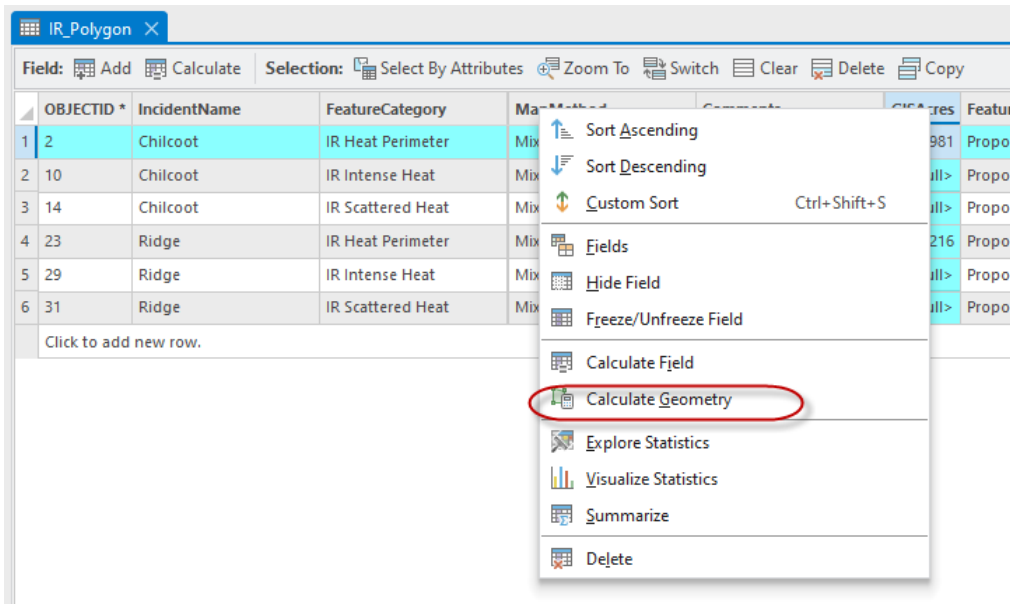 IR_Polygon
Field: Add Calculate Selection: Select By Attributes Zoom To Switch Clear Delete Copy
OBJECTID * IncidentName FeatureCategory
1 2 Chilcoot IR Heat Perimeter Mix 981 Propo
2 10 Chilcoot IR Intense Heat Mix ull> Propo
3 14 Chilcoot IR Scattered Heat Mix ull> Propo
4 23 Ridge IR Heat Perimeter Mix 216 Propo
5 29 Ridge IR Intense Heat Mix ull> Propo
6 31 Ridge IR Scattered Heat Mix ull> Propo
Click to add new row.
Sort Ascending
Sort Descending
Custom Sort Ctrl+Shift+S
Fields
Hide Field
Freeze/Unfreeze Field
Calculate Field
Calculate Geometry
Explore Statistics
Visualize Statistics
Summarize
Delete